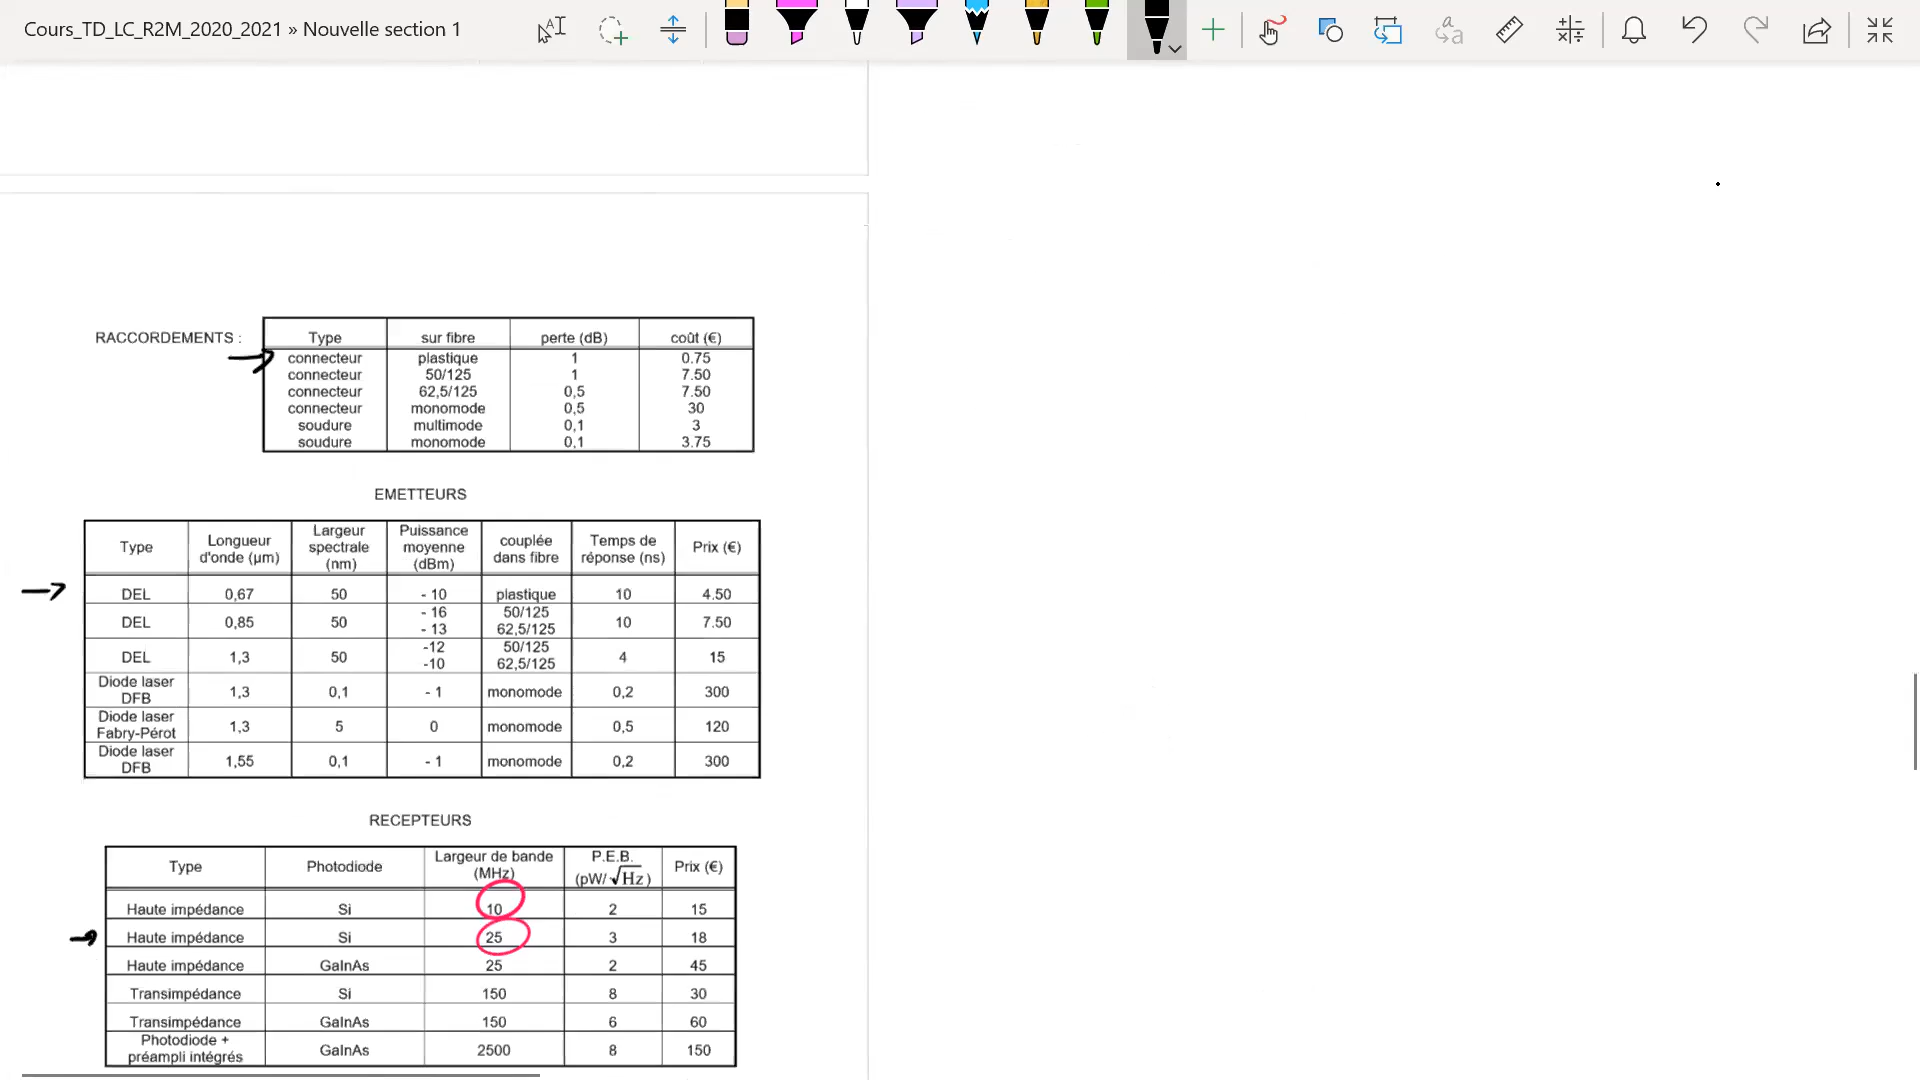 Cours_TD_LC_R2M_2020_2021 » Nouvelle section 1
RACCORDEMENTS :
Type sur fibre perte (dB) coût (€)
connecteur plastique 1 0.75
connecteur 50/125 1 7.50
connecteur 62,5/125 0,5 7.50
connecteur monomode 0,5 30
soudure multimode 0,1 3
soudure monomode 0,1 3.75
EMETTEURS
Type Longueur d'onde (µm) Largeur spectrale (nm) Puissance moyenne (dBm) couplée dans fibre Temps de réponse (ns) Prix (€)
DEL 0,67 50 - 10 plastique 10 4.50
DEL 0,85 50 - 16 50/125 10 7.50
- 13 62,5/125
DEL 1,3 50 -12 50/125 4 15
-10 62,5/125
Diode laser DFB 1,3 0,1 - 1 monomode 0,2 300
Diode laser Fabry-Pérot 1,3 5 0 monomode 0,5 120
Diode laser DFB 1,55 0,1 - 1 monomode 0,2 300
RECEPTEURS
Type Photodiode Largeur de bande (MHz) P.E.B. (pW/ √Hz ) Prix (€)
Haute impédance Si 10 2 15
Haute impédance Si 25 3 18
Haute impédance GaInAs 25 2 45
Transimpédance Si 150 8 30
Transimpédance GaInAs 150 6 60
Photodiode + préampli intégrés GaInAs 2500 8 150